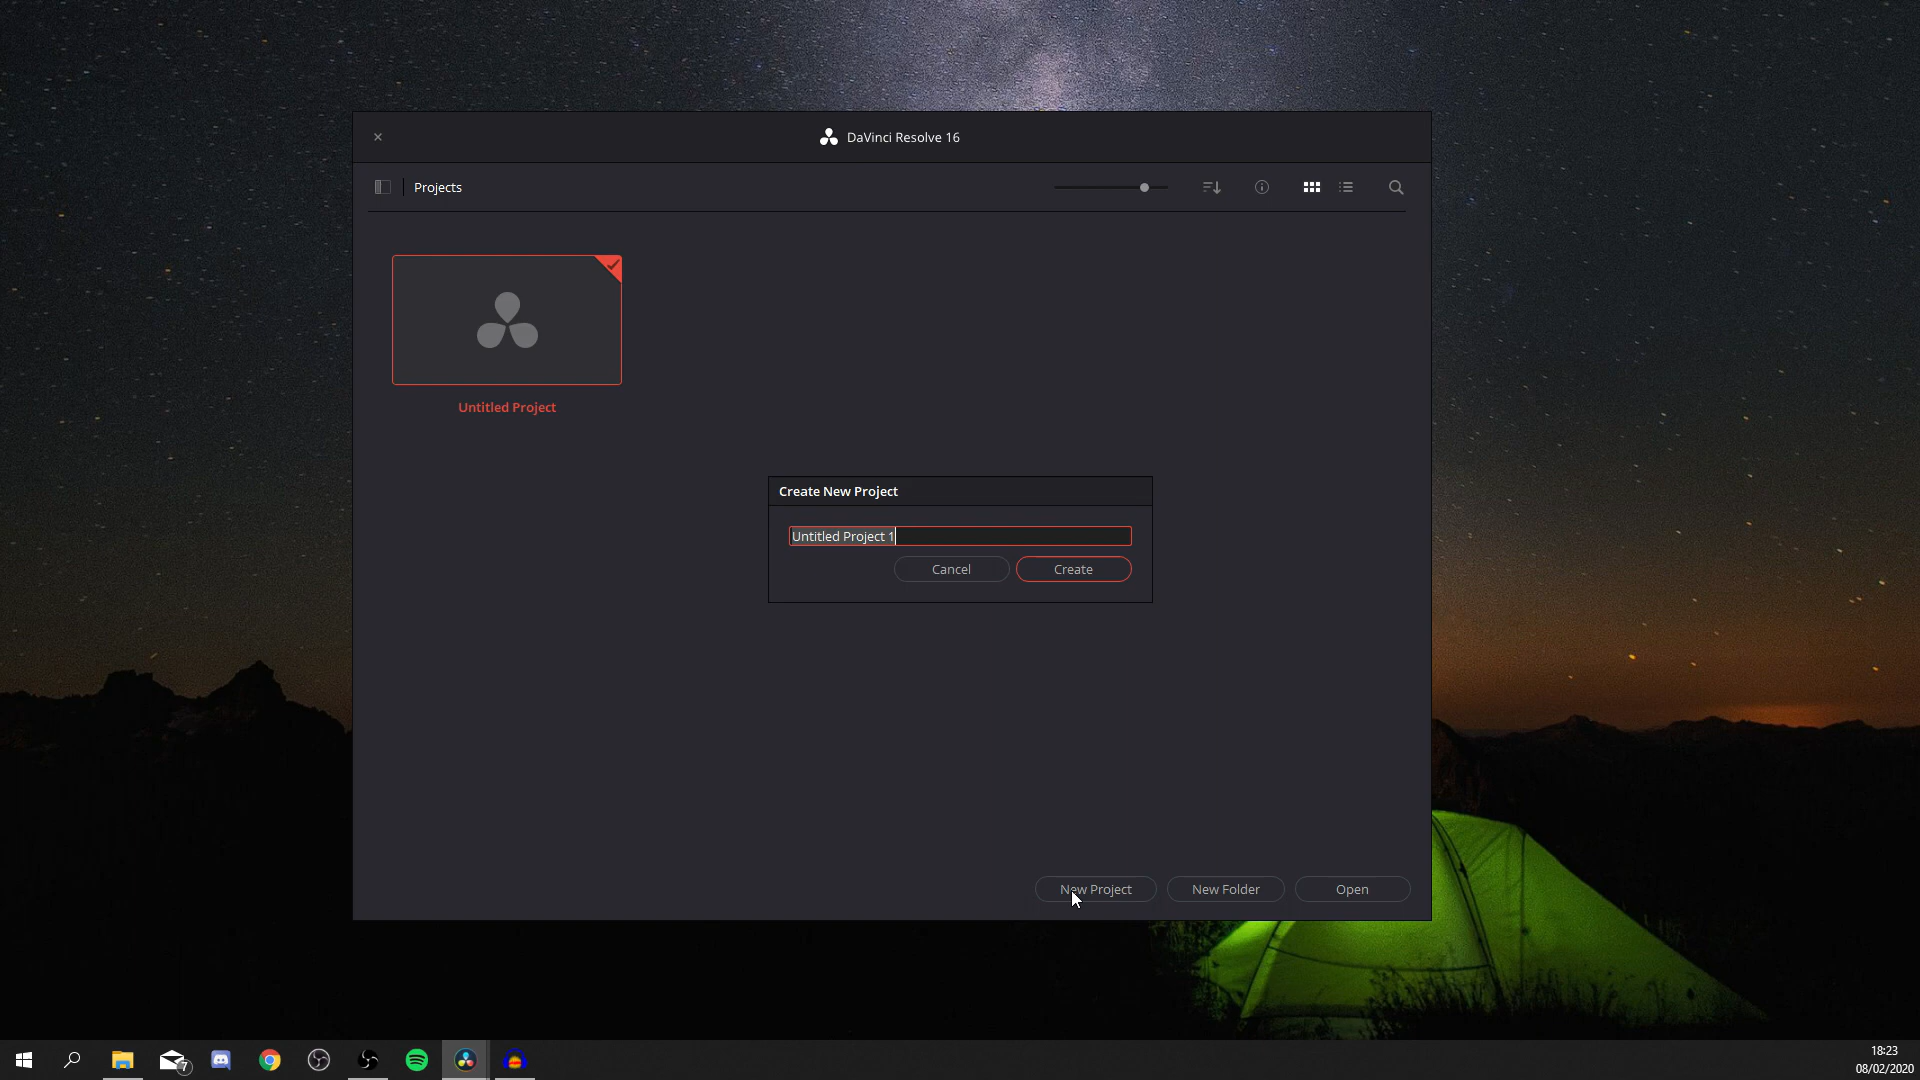 DaVinci Resolve 16
Projects
Untitled Project
Create New Project
Untitled Project 1
Cancel
Create
New Project
New Folder
Open
7
18:23
08/02/2020